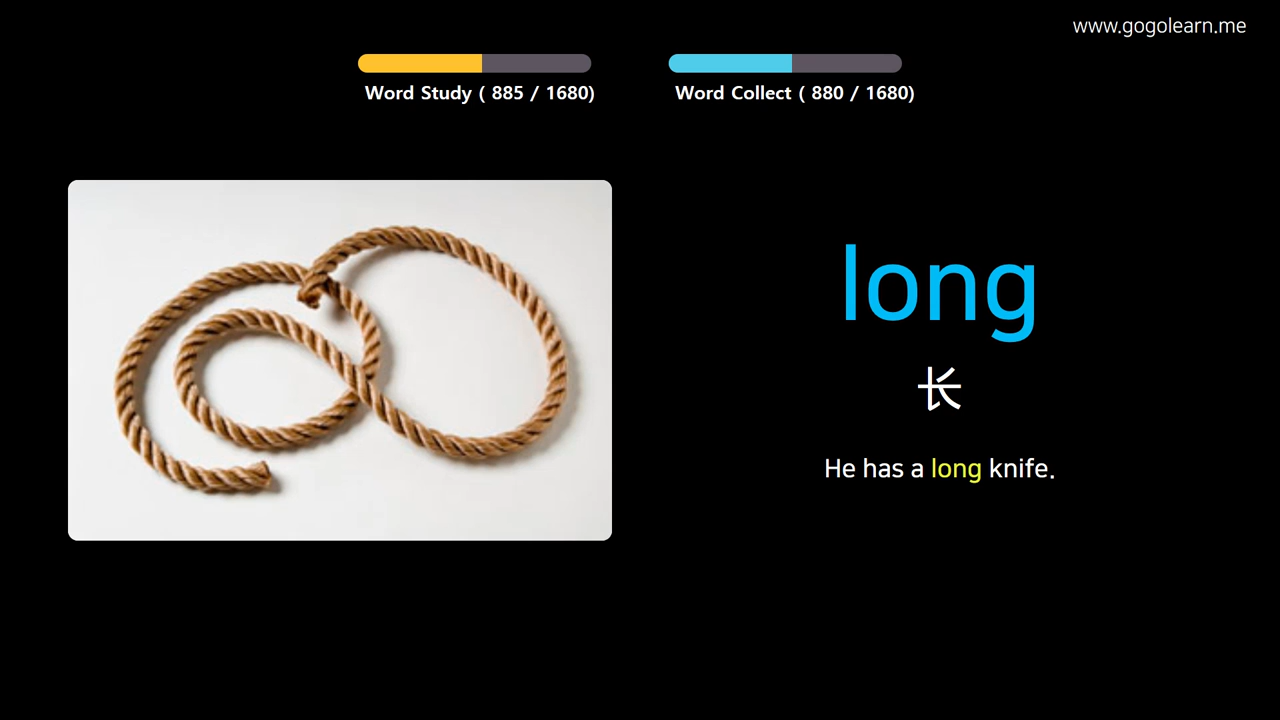 www.gogolearn.me
Word Study ( 885 / 1680)
Word Collect ( 880 / 1680)
long
长
He has a long knife.